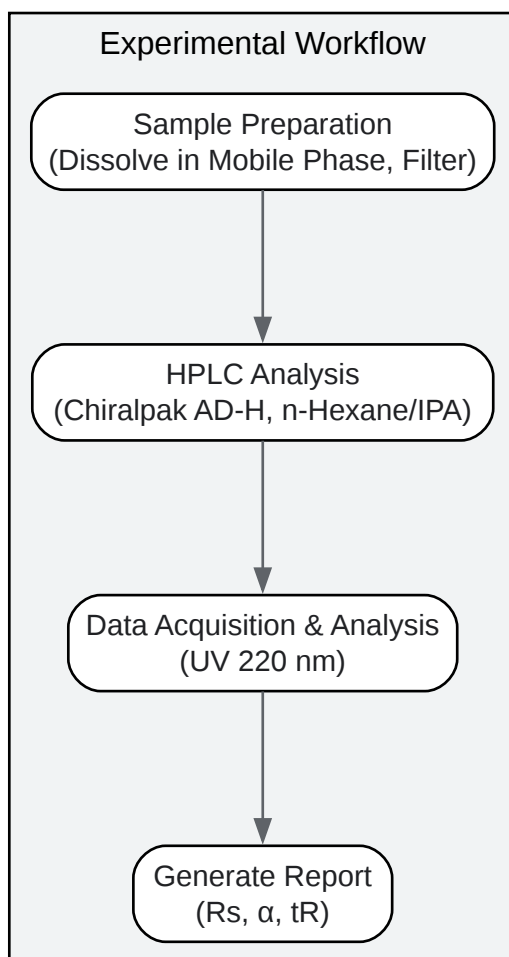 Experimental Workflow
Sample Preparation
(Dissolve in Mobile Phase, Filter)
HPLC Analysis
(Chiralpak AD-H, n-Hexane/IPA)
Data Acquisition & Analysis
(UV 220 nm)
Generate Report
(Rs, α, tR)